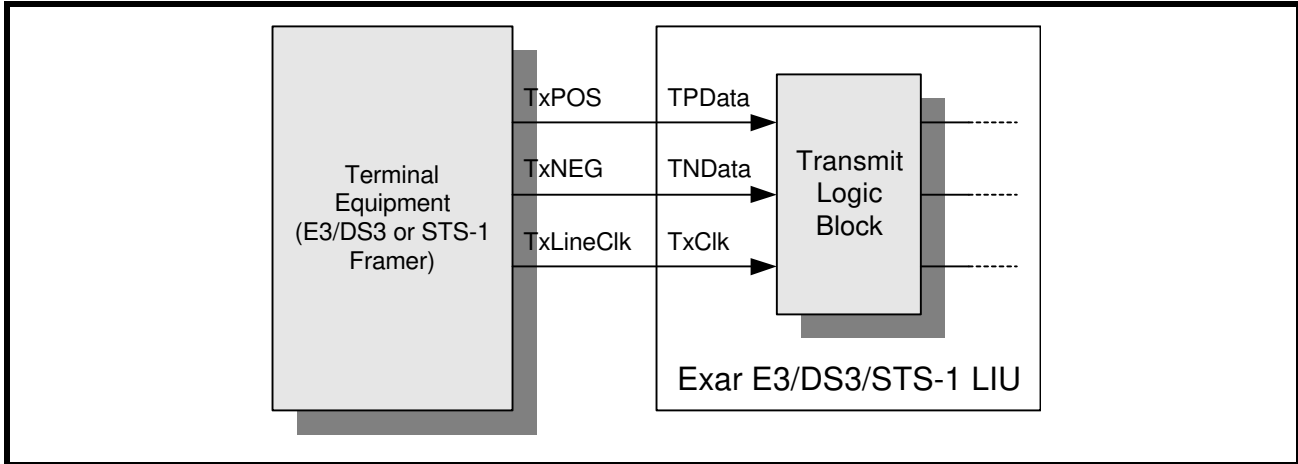 Terminal
Equipment
(E3/DS3 or STS-1
Framer)
TxPOS
TPData
TxNEG
TNData
TxLineClk
TxClk
Transmit
Logic
Block
Exar E3/DS3/STS-1 LIU